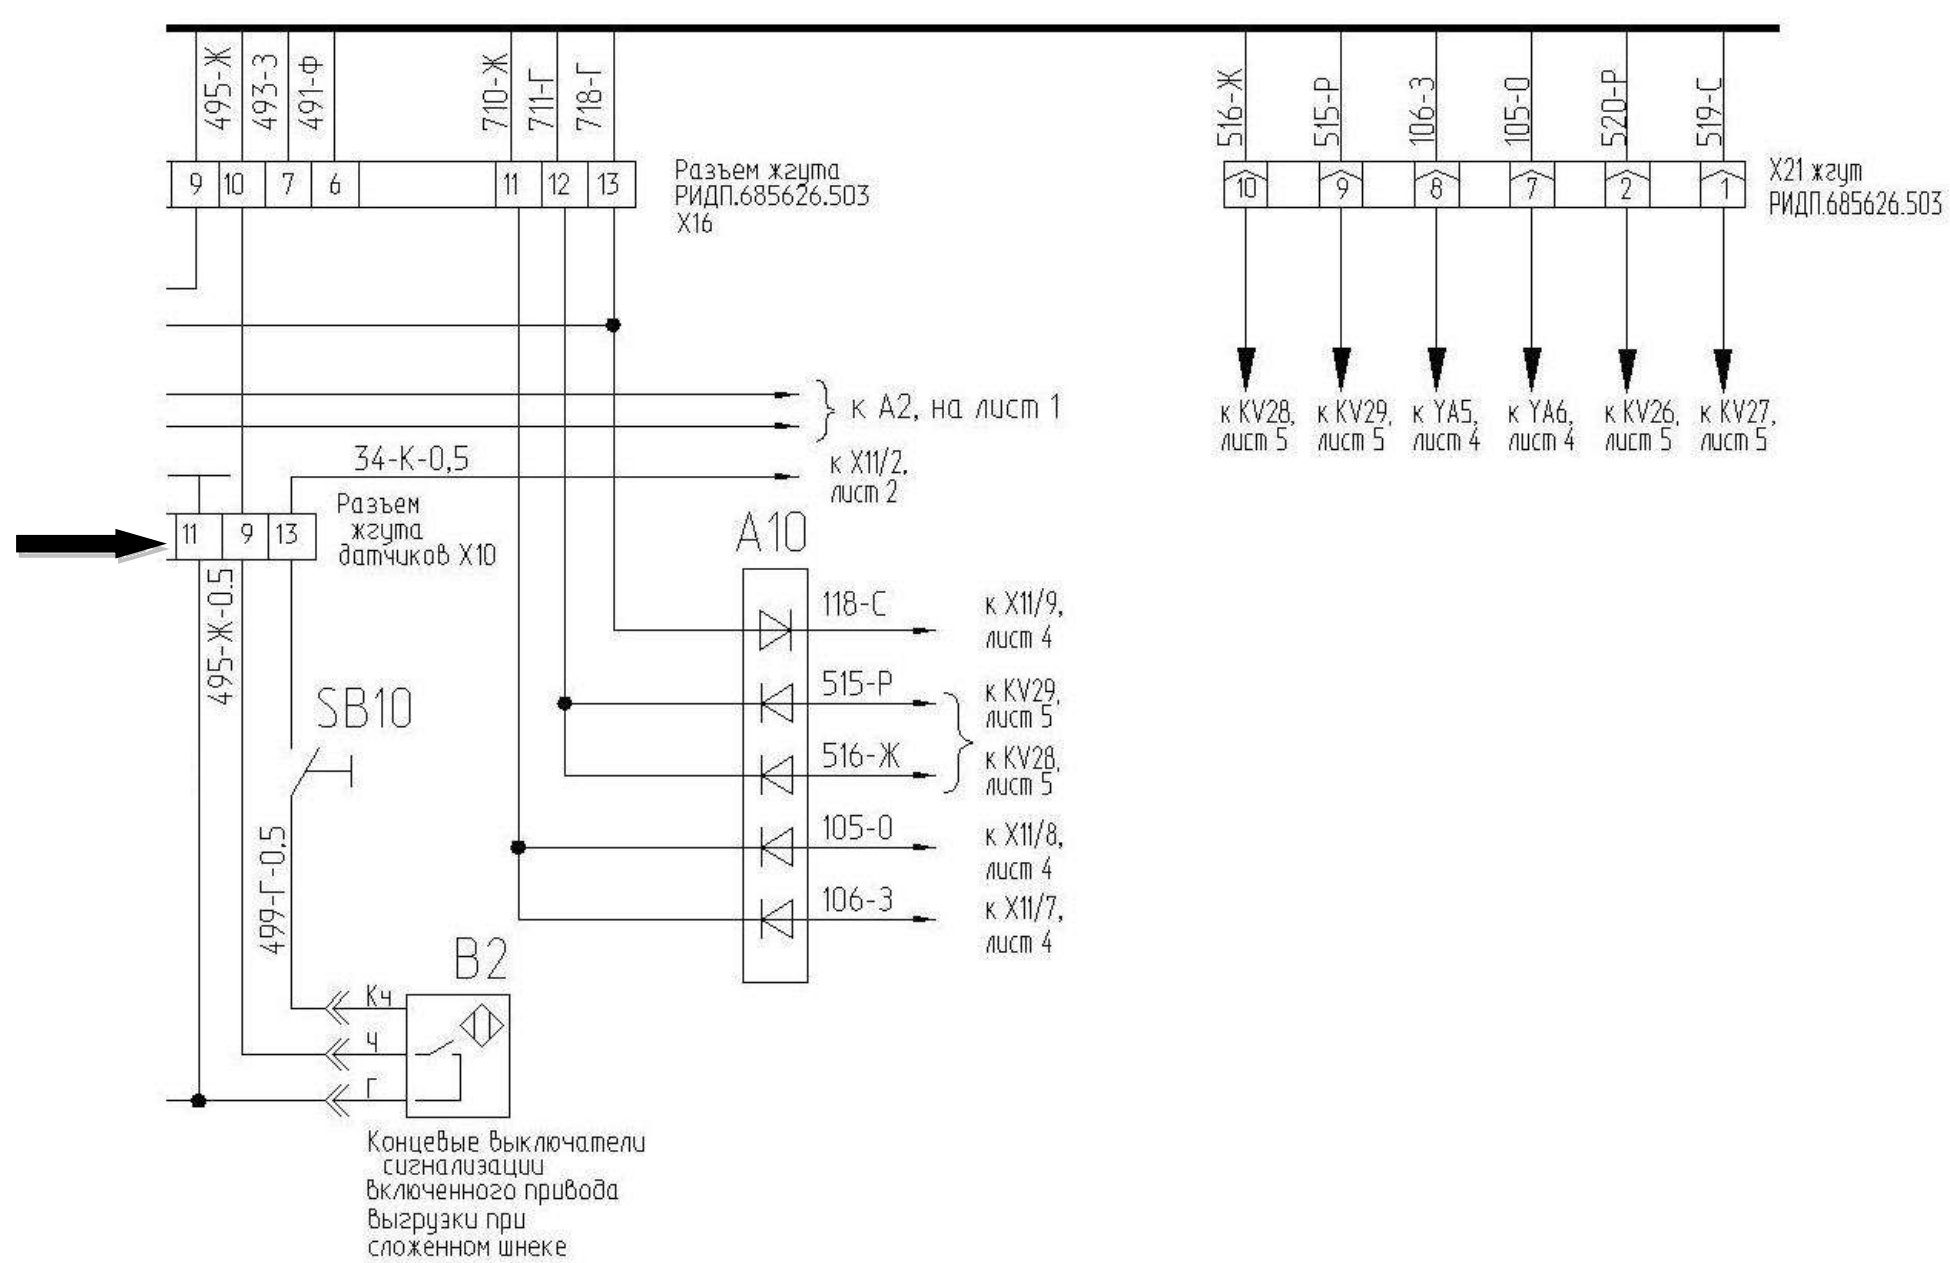 495-Ж
493-З
491-Ф
710-Ж
711-Г
718-Г
516-Ж
515-Р
106-З
105-О
520-Р
519-С
9
10
7
6
11
12
13
Разъем жгута
РИДП.685626.503
Х16
10
9
8
7
2
1
Х21 жгут
РИДП.685626.503
к KV28,
лист 5
к KV29,
лист 5
к YA5,
лист 4
к YA6,
лист 4
к KV26,
лист 5
к KV27,
лист 5
к А2, на лист 1
34-К-0,5
к Х11/2,
лист 2
11
9
13
Разъем
жгута
датчиков Х10
495-Ж-0.5
SB10
499-Г-0,5
А10
118-С
к Х11/9,
лист 4
515-Р
к KV29,
лист 5
516-Ж
к KV28,
лист 5
105-О
к Х11/8,
лист 4
106-З
к Х11/7,
лист 4
В2
Кч
Ч
Г
Концевые выключатели
сигнализации
включенного привода
выгрузки при
сложенном шнеке